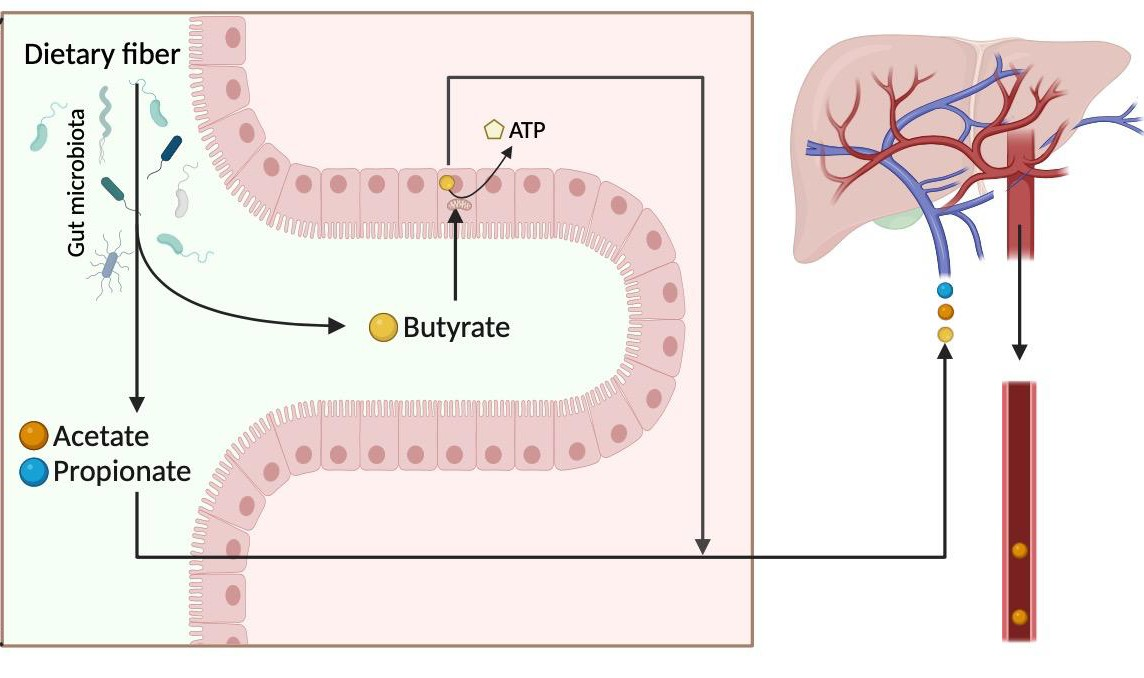 Dietary fiber
Gut microbiota
ATP
Butyrate
Acetate
Propionate